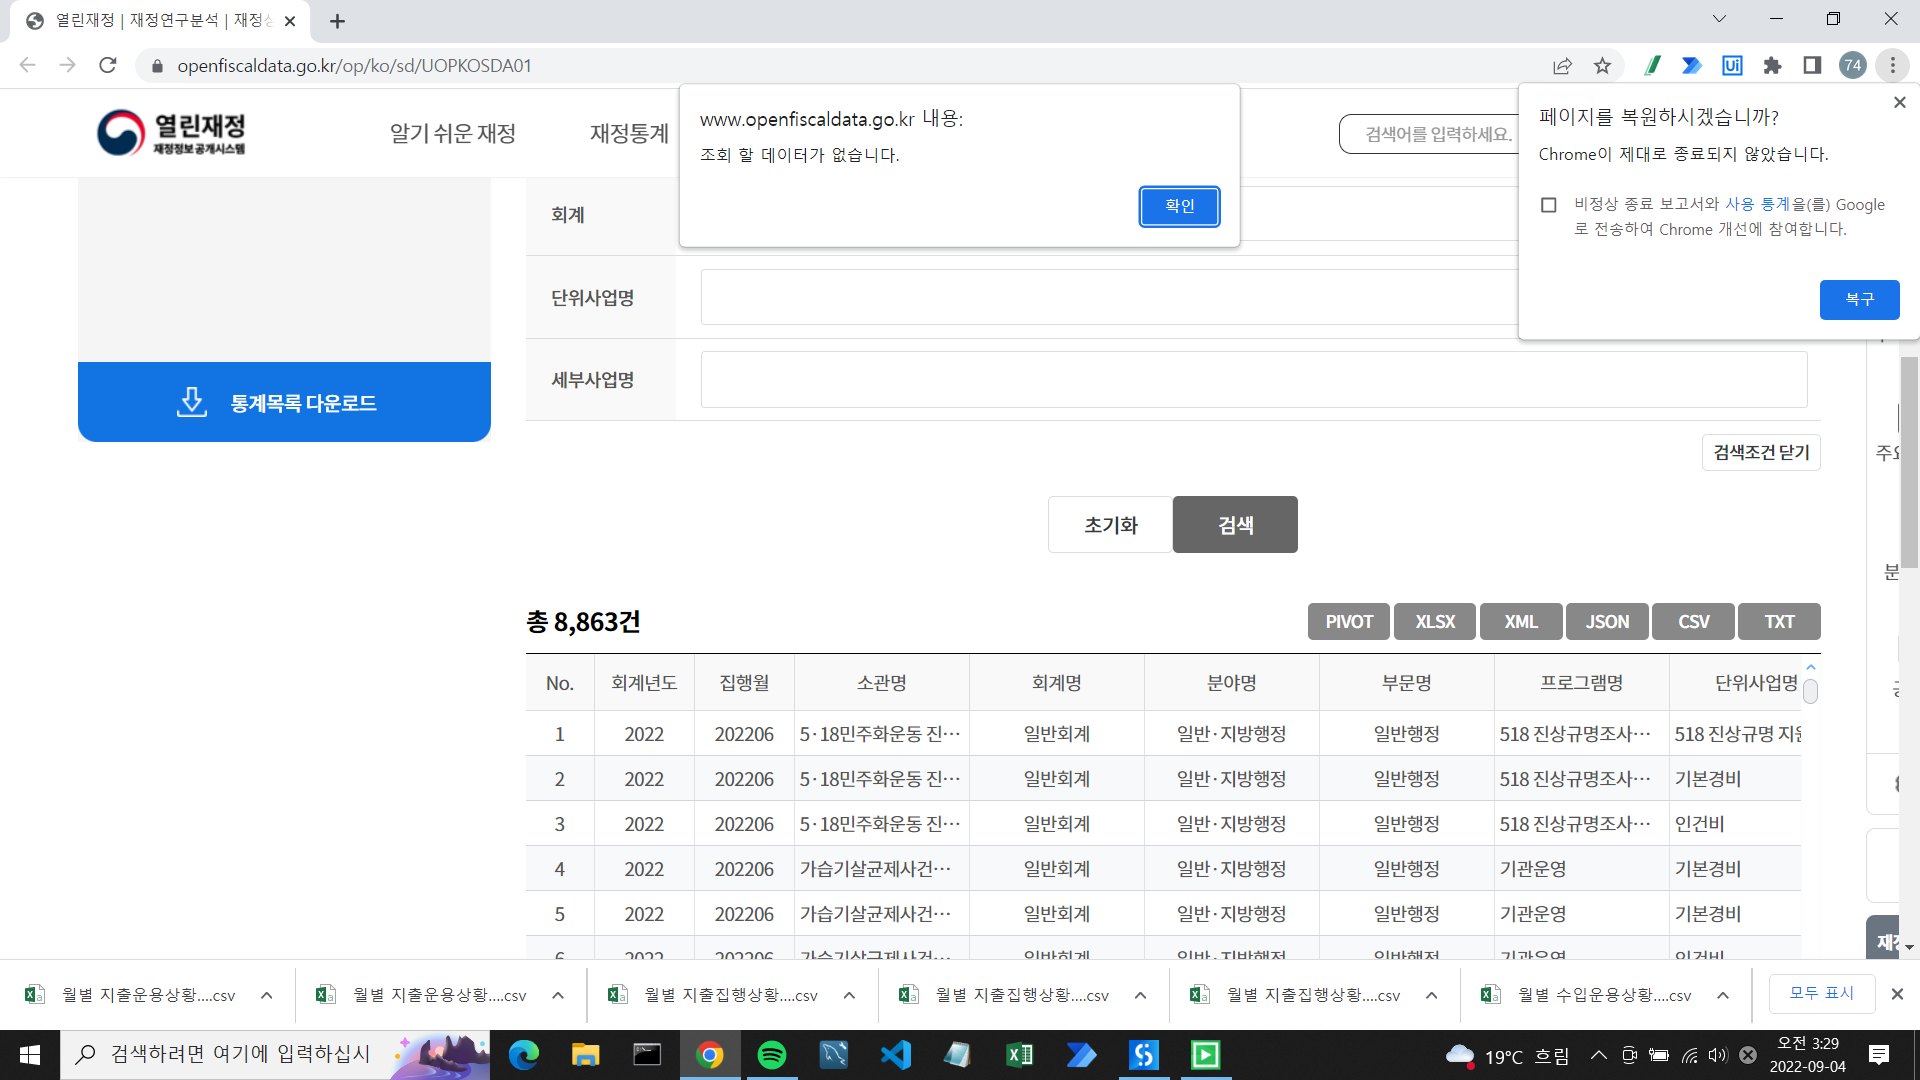 열린재정 | 재정연구분석 | 재정상
openfiscaldata.go.kr/op/ko/sd/UOPKOSDA01
Ui
74
열린재정
재정정보공개시스템
알기 쉬운 재정
재정통계
검색어를 입력하세요.
www.openfiscaldata.go.kr 내용:
조회 할 데이터가 없습니다.
확인
페이지를 복원하시겠습니까?
Chrome이 제대로 종료되지 않았습니다.
비정상 종료 보고서와 사용 통계을(를) Google
로 전송하여 Chrome 개선에 참여합니다.
복구
회계
단위사업명
세부사업명
통계목록 다운로드
검색조건 닫기
초기화
검색
총 8,863건
PIVOT XLSX XML JSON CSV TXT
No. 회계년도 집행월 소관명 회계명 분야명 부문명 프로그램명 단위사업명
1 2022 202206 5·18민주화운동 진··· 일반회계 일반·지방행정 일반행정 518 진상규명조사··· 518 진상규명 지원
2 2022 202206 5·18민주화운동 진··· 일반회계 일반·지방행정 일반행정 518 진상규명조사··· 기본경비
3 2022 202206 5·18민주화운동 진··· 일반회계 일반·지방행정 일반행정 518 진상규명조사··· 인건비
4 2022 202206 가습기살균제사건··· 일반회계 일반·지방행정 일반행정 기관운영 기본경비
5 2022 202206 가습기살균제사건··· 일반회계 일반·지방행정 일반행정 기관운영 기본경비
6 2022 202206 가습기살균제사건··· 일반회계 일반·지방행정 일반행정 기관운영 인건비
주요
분
재정
월별 지출운용상황....csv
월별 지출운용상황....csv
월별 지출집행상황....csv
월별 지출집행상황....csv
월별 지출집행상황....csv
월별 수입운용상황....csv
모두 표시
검색하려면 여기에 입력하십시
19°C 흐림
오전 3:29
2022-09-04